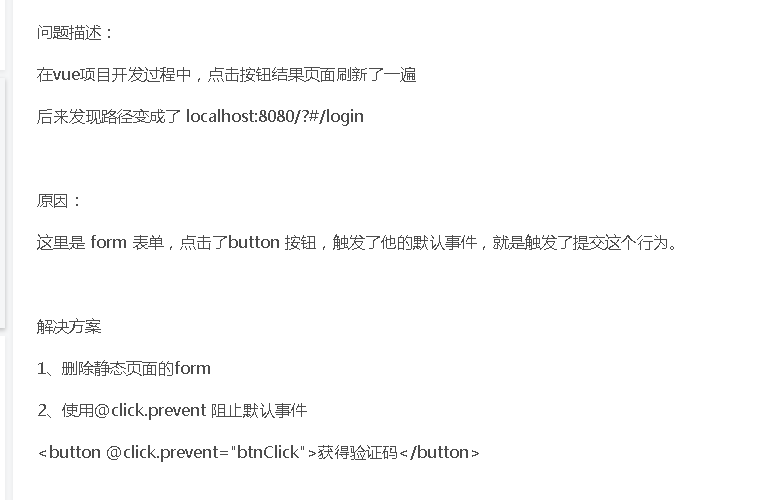 问题描述：
在vue项目开发过程中，点击按钮结果页面刷新了一遍
后来发现路径变成了 localhost:8080/?#/login
原因：
这里是 form 表单，点击了button 按钮，触发了他的默认事件，就是触发了提交这个行为。
解决方案
1、删除静态页面的form
2、使用@click.prevent 阻止默认事件
<button @click.prevent="btnClick">获得验证码</button>